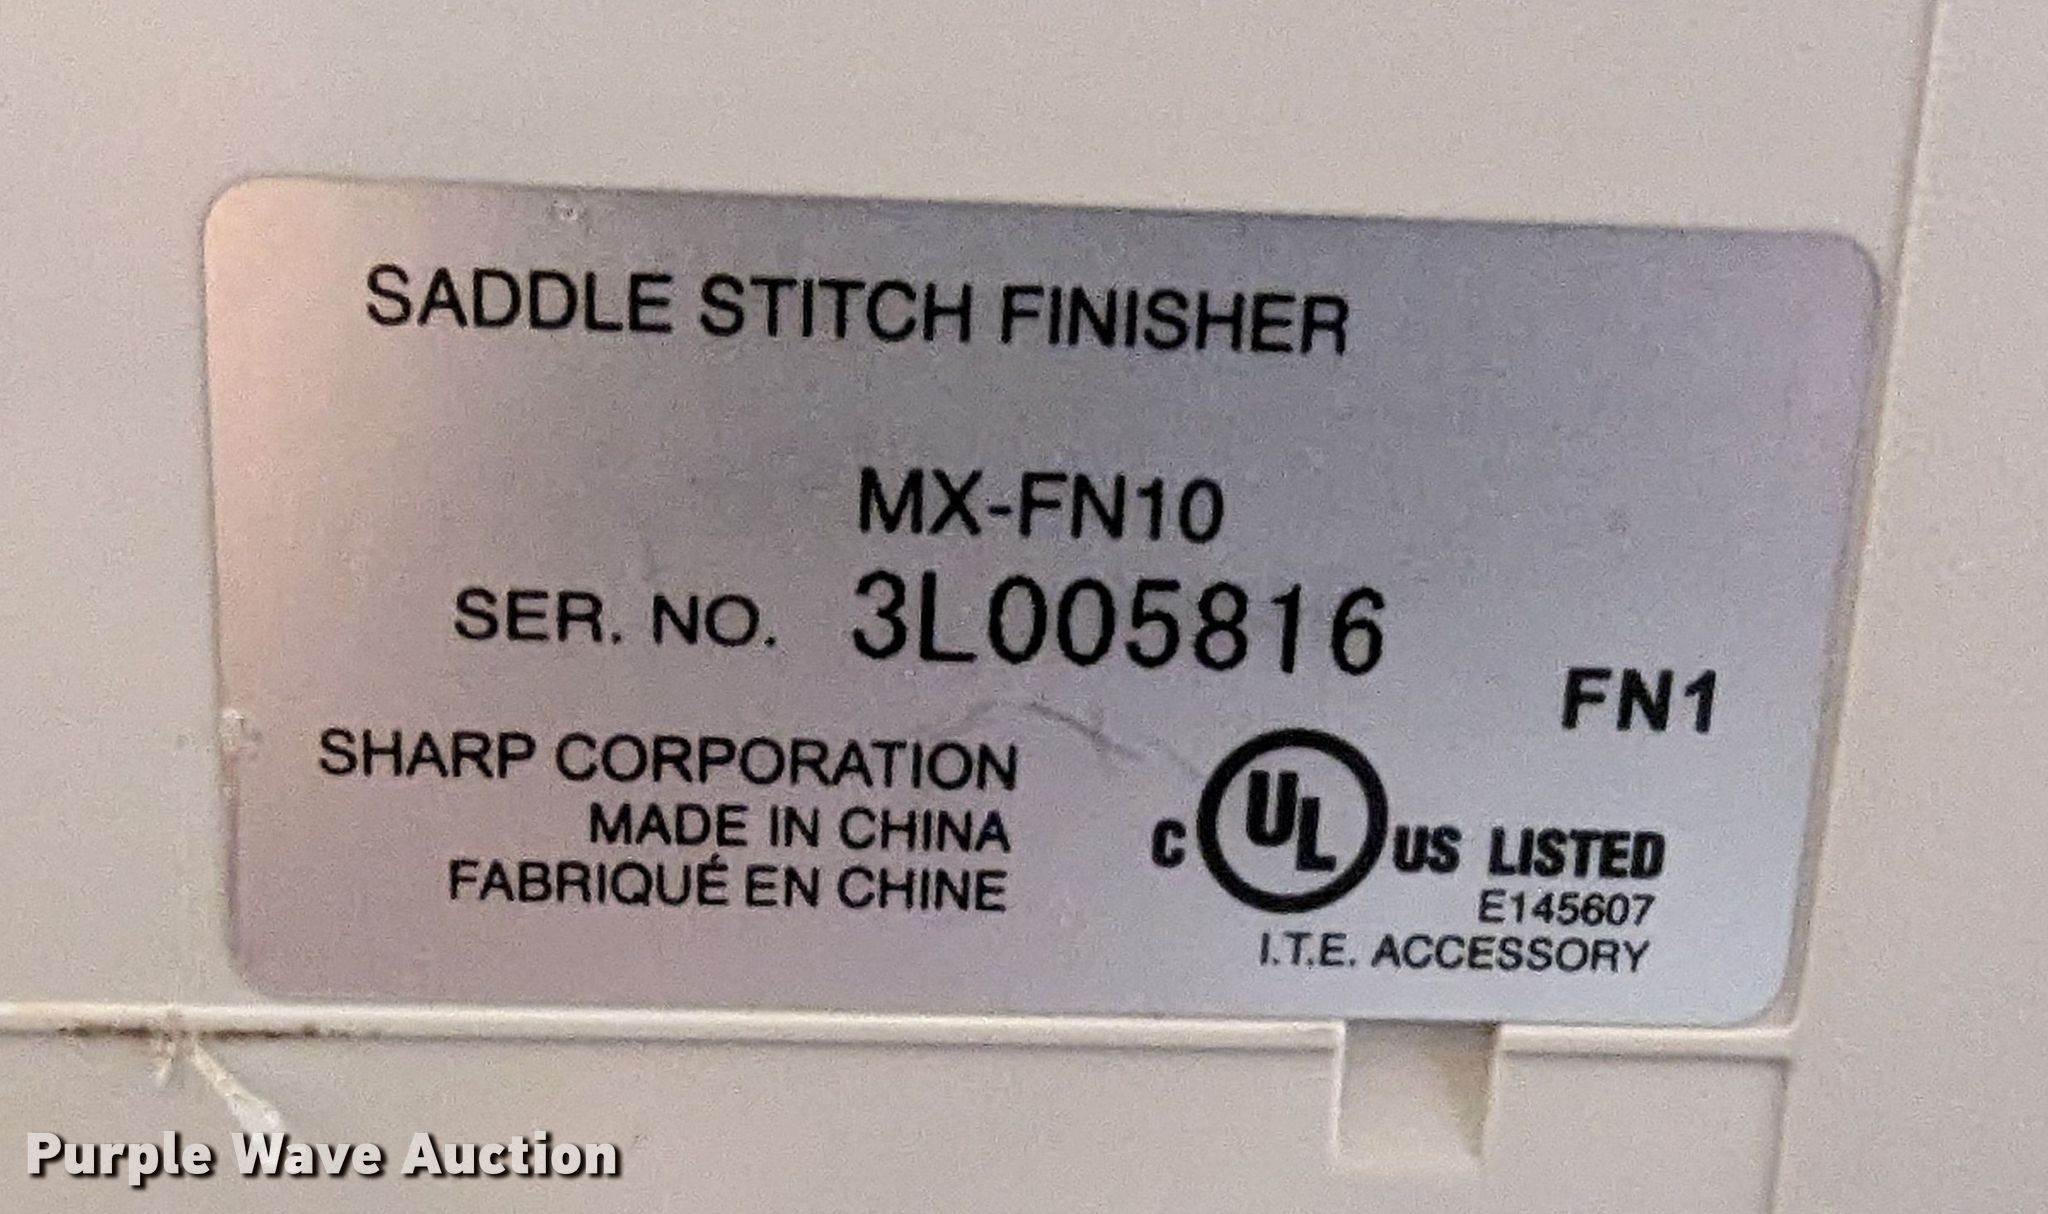 SADDLE STITCH FINISHER
MX-FN10
SER. NO. 3L005816
FN1
SHARP CORPORATION
MADE IN CHINA
FABRIQUÉ EN CHINE
C UL US LISTED
E145607
I.T.E. ACCESSORY
Purple Wave Auction